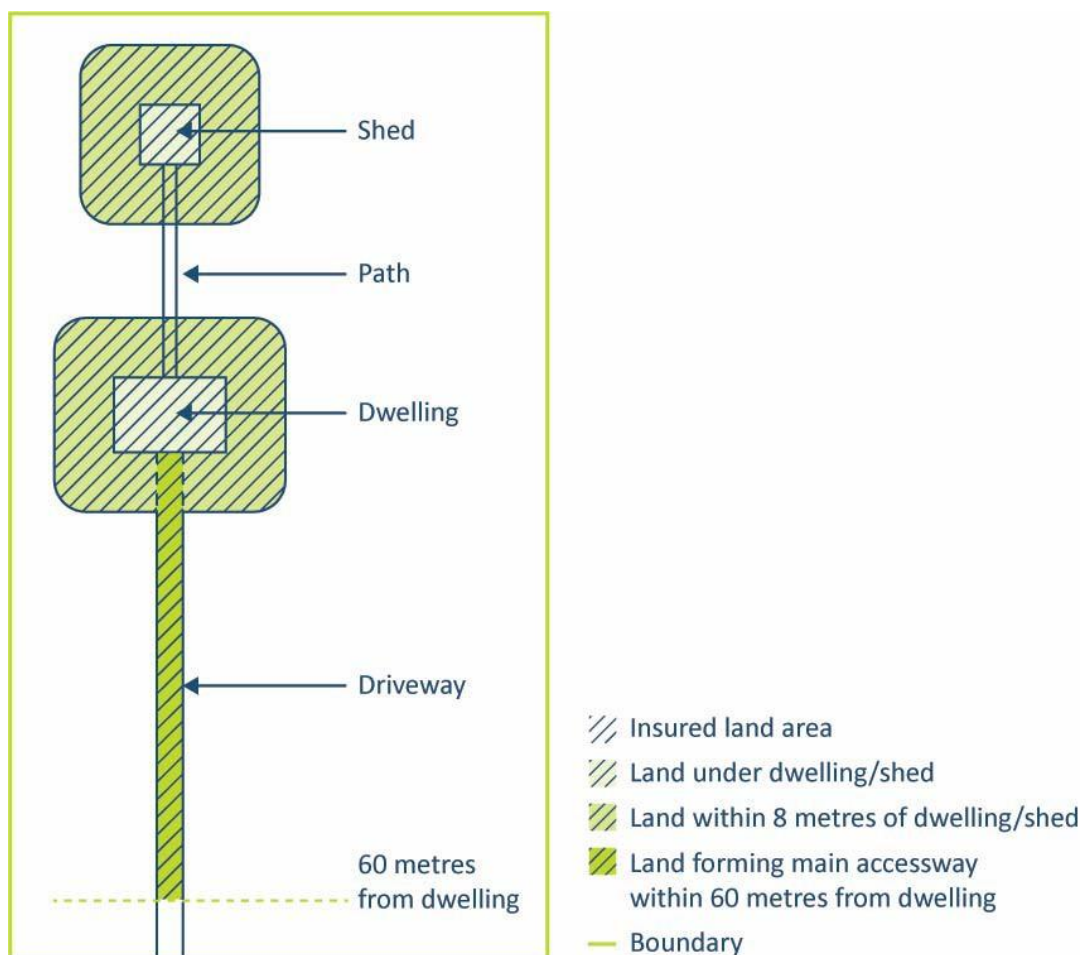 Shed
Path
Dwelling
Driveway
60 metres
from dwelling
Insured land area
Land under dwelling/shed
Land within 8 metres of dwelling/shed
Land forming main accessway
within 60 metres from dwelling
Boundary